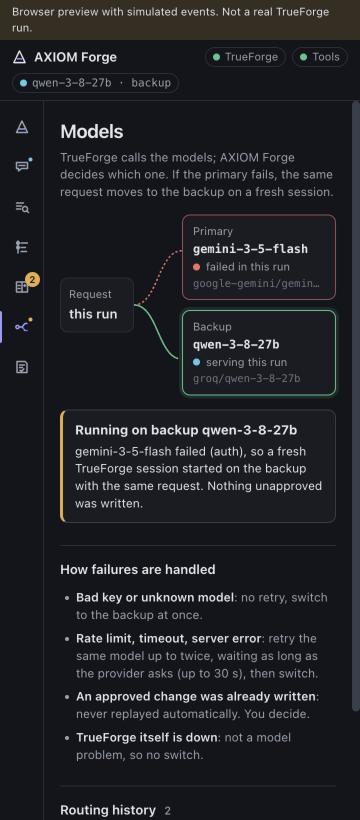 Browser preview with simulated events. Not a real TrueForge
run.
AXIOM Forge
TrueForge
Tools
qwen-3-8-27b · backup
Models
TrueForge calls the models; AXIOM Forge
decides which one. If the primary fails, the same
request moves to the backup on a fresh session.
Primary
gemini-3-5-flash
failed in this run
google-gemini/gemin…
Request
this run
Backup
qwen-3-8-27b
serving this run
groq/qwen-3-8-27b
2
Running on backup qwen-3-8-27b
gemini-3-5-flash failed (auth), so a fresh
TrueForge session started on the backup
with the same request. Nothing unapproved
was written.
How failures are handled
• Bad key or unknown model: no retry, switch
to the backup at once.
• Rate limit, timeout, server error: retry the
same model up to twice, waiting as long as
the provider asks (up to 30 s), then switch.
• An approved change was already written:
never replayed automatically. You decide.
• TrueForge itself is down: not a model
problem, so no switch.
Routing history 2